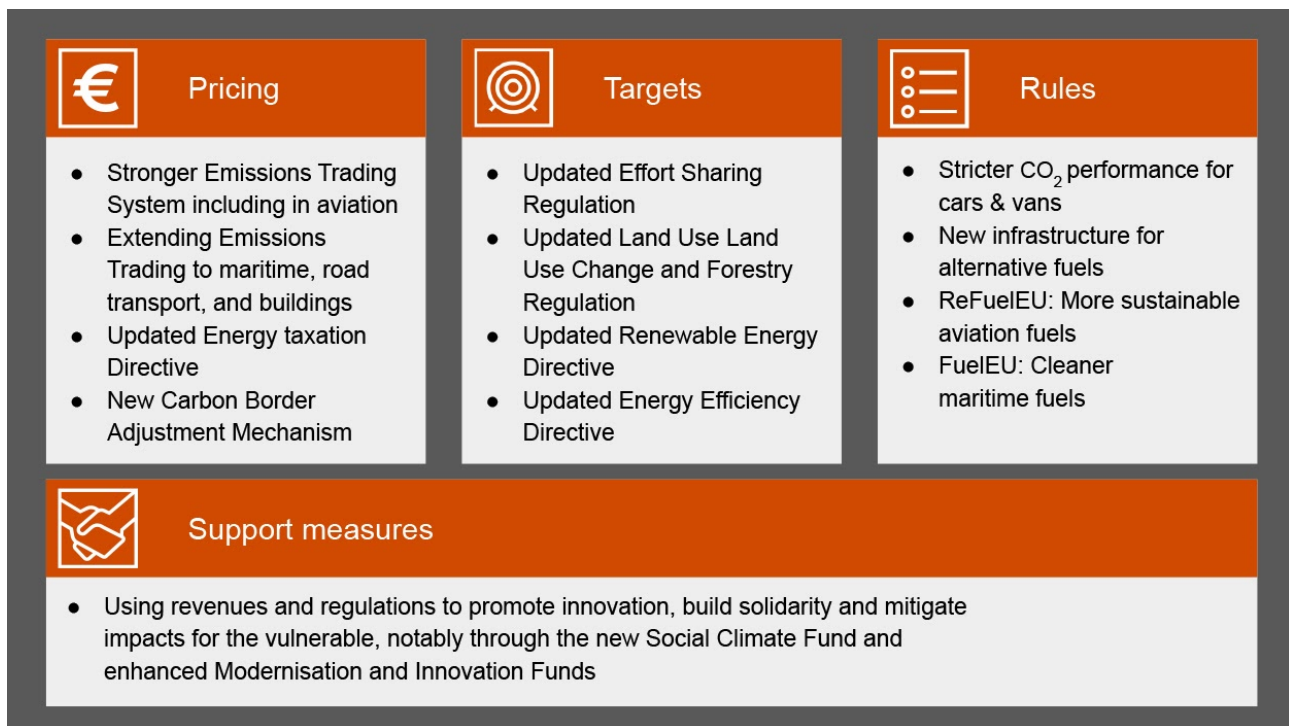 €
Pricing
● Stronger Emissions Trading
System including in aviation
● Extending Emissions
Trading to maritime, road
transport, and buildings
● Updated Energy taxation
Directive
● New Carbon Border
Adjustment Mechanism
Targets
● Updated Effort Sharing
Regulation
● Updated Land Use Land
Use Change and Forestry
Regulation
● Updated Renewable Energy
Directive
● Updated Energy Efficiency
Directive
Rules
● Stricter CO₂ performance for
cars & vans
● New infrastructure for
alternative fuels
● ReFuelEU: More sustainable
aviation fuels
● FuelEU: Cleaner
maritime fuels
Support measures
● Using revenues and regulations to promote innovation, build solidarity and mitigate
impacts for the vulnerable, notably through the new Social Climate Fund and
enhanced Modernisation and Innovation Funds